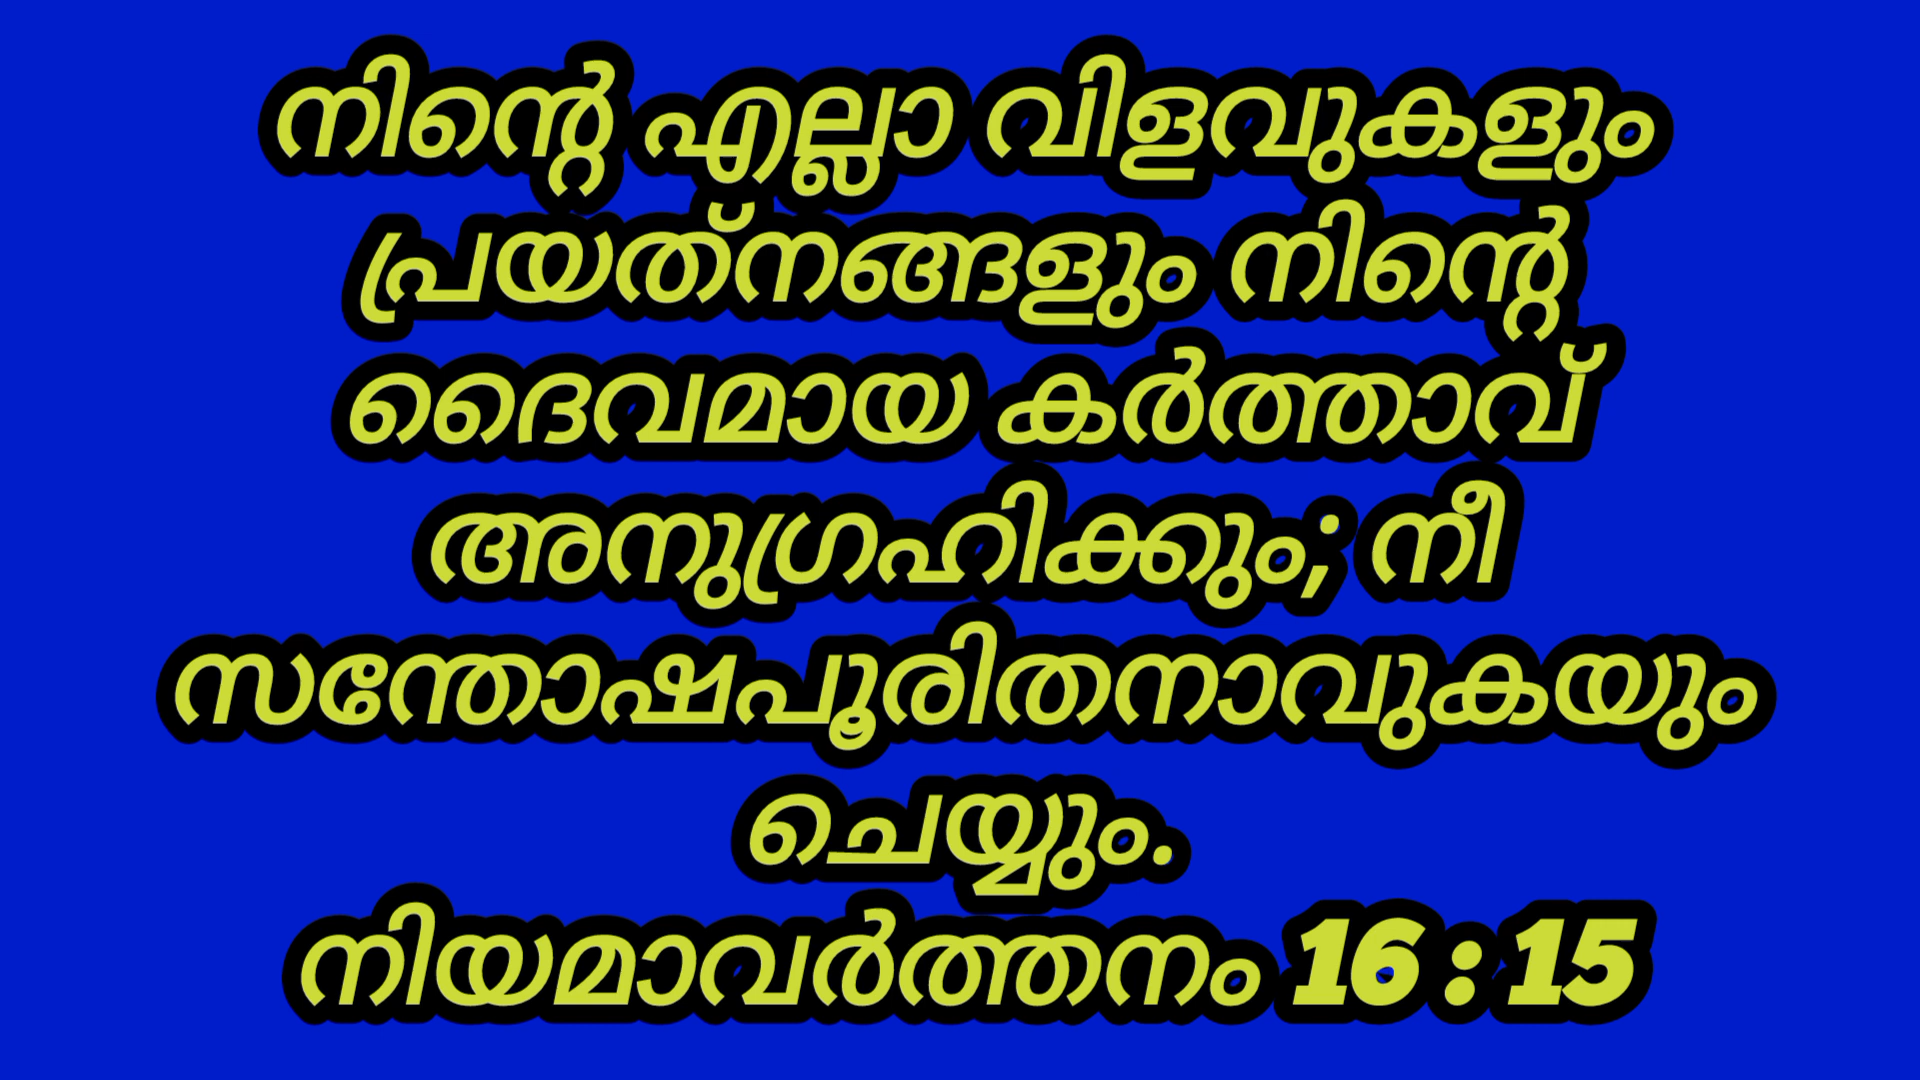 നിന്റെ എല്ലാ വിളവുകളും
പ്രയത്‌നങ്ങളും നിന്റെ
ദൈവമായ കർത്താവ്
അനുഗ്രഹിക്കും; നീ
സന്തോഷപൂരിതനാവുകയും
ചെയ്യും.
നിയമാവർത്തനം 16 : 15